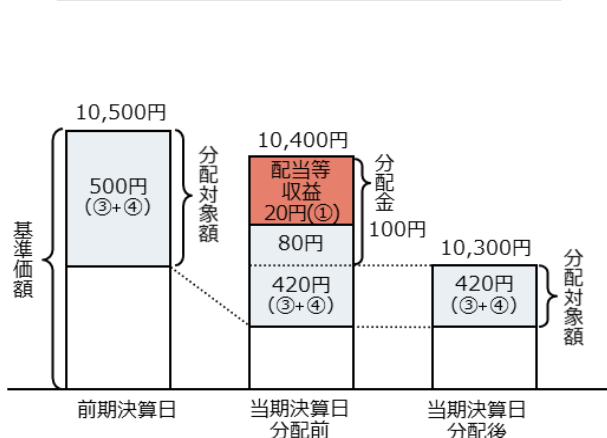 10,500円
500円
(③+④)
分配対象額
基準価額
10,400円
配当等
収益
20円(①)
80円
420円
(③+④)
分配金
100円
10,300円
420円
(③+④)
分配対象額
前期決算日
当期決算日
分配前
当期決算日
分配後